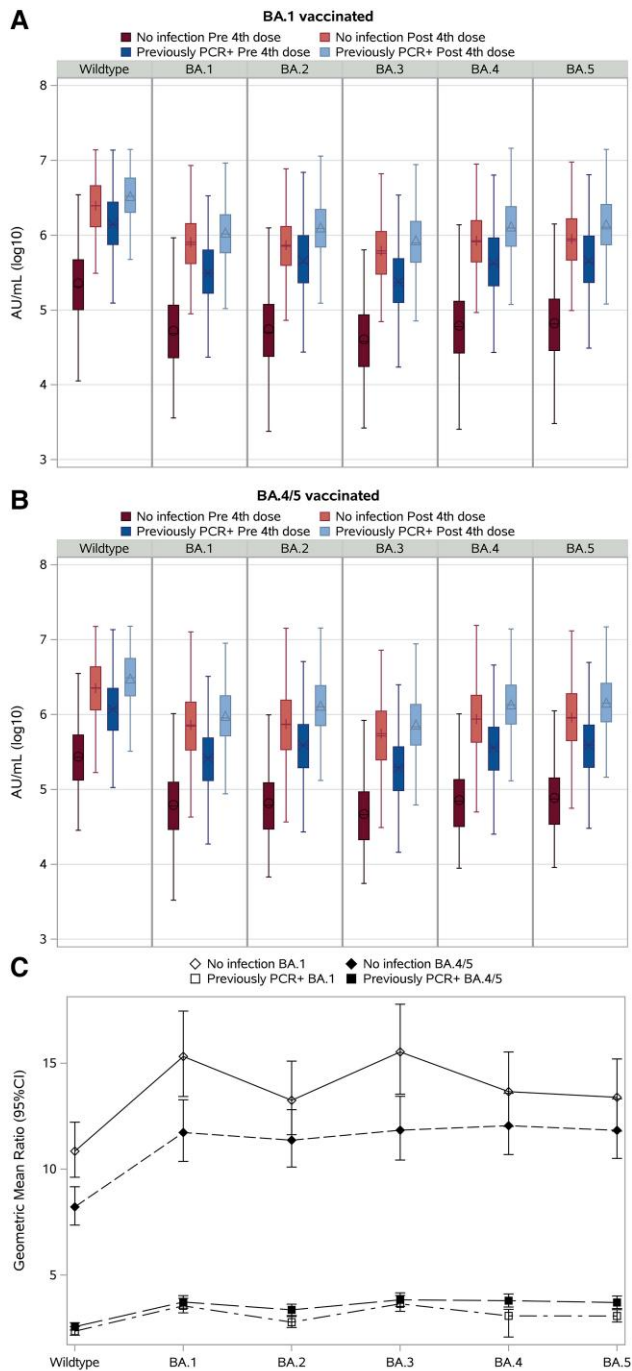 A
BA.1 vaccinated
No infection Pre 4th dose No infection Post 4th dose
Previously PCR+ Pre 4th dose Previously PCR+ Post 4th dose
Wildtype BA.1 BA.2 BA.3 BA.4 BA.5
8
7
6
5
4
3
AU/mL (log10)
B
BA.4/5 vaccinated
No infection Pre 4th dose No infection Post 4th dose
Previously PCR+ Pre 4th dose Previously PCR+ Post 4th dose
Wildtype BA.1 BA.2 BA.3 BA.4 BA.5
8
7
6
5
4
3
AU/mL (log10)
C
No infection BA.1 No infection BA.4/5
Previously PCR+ BA.1 Previously PCR+ BA.4/5
15
10
5
Geometric Mean Ratio (95%CI)
Wildtype BA.1 BA.2 BA.3 BA.4 BA.5